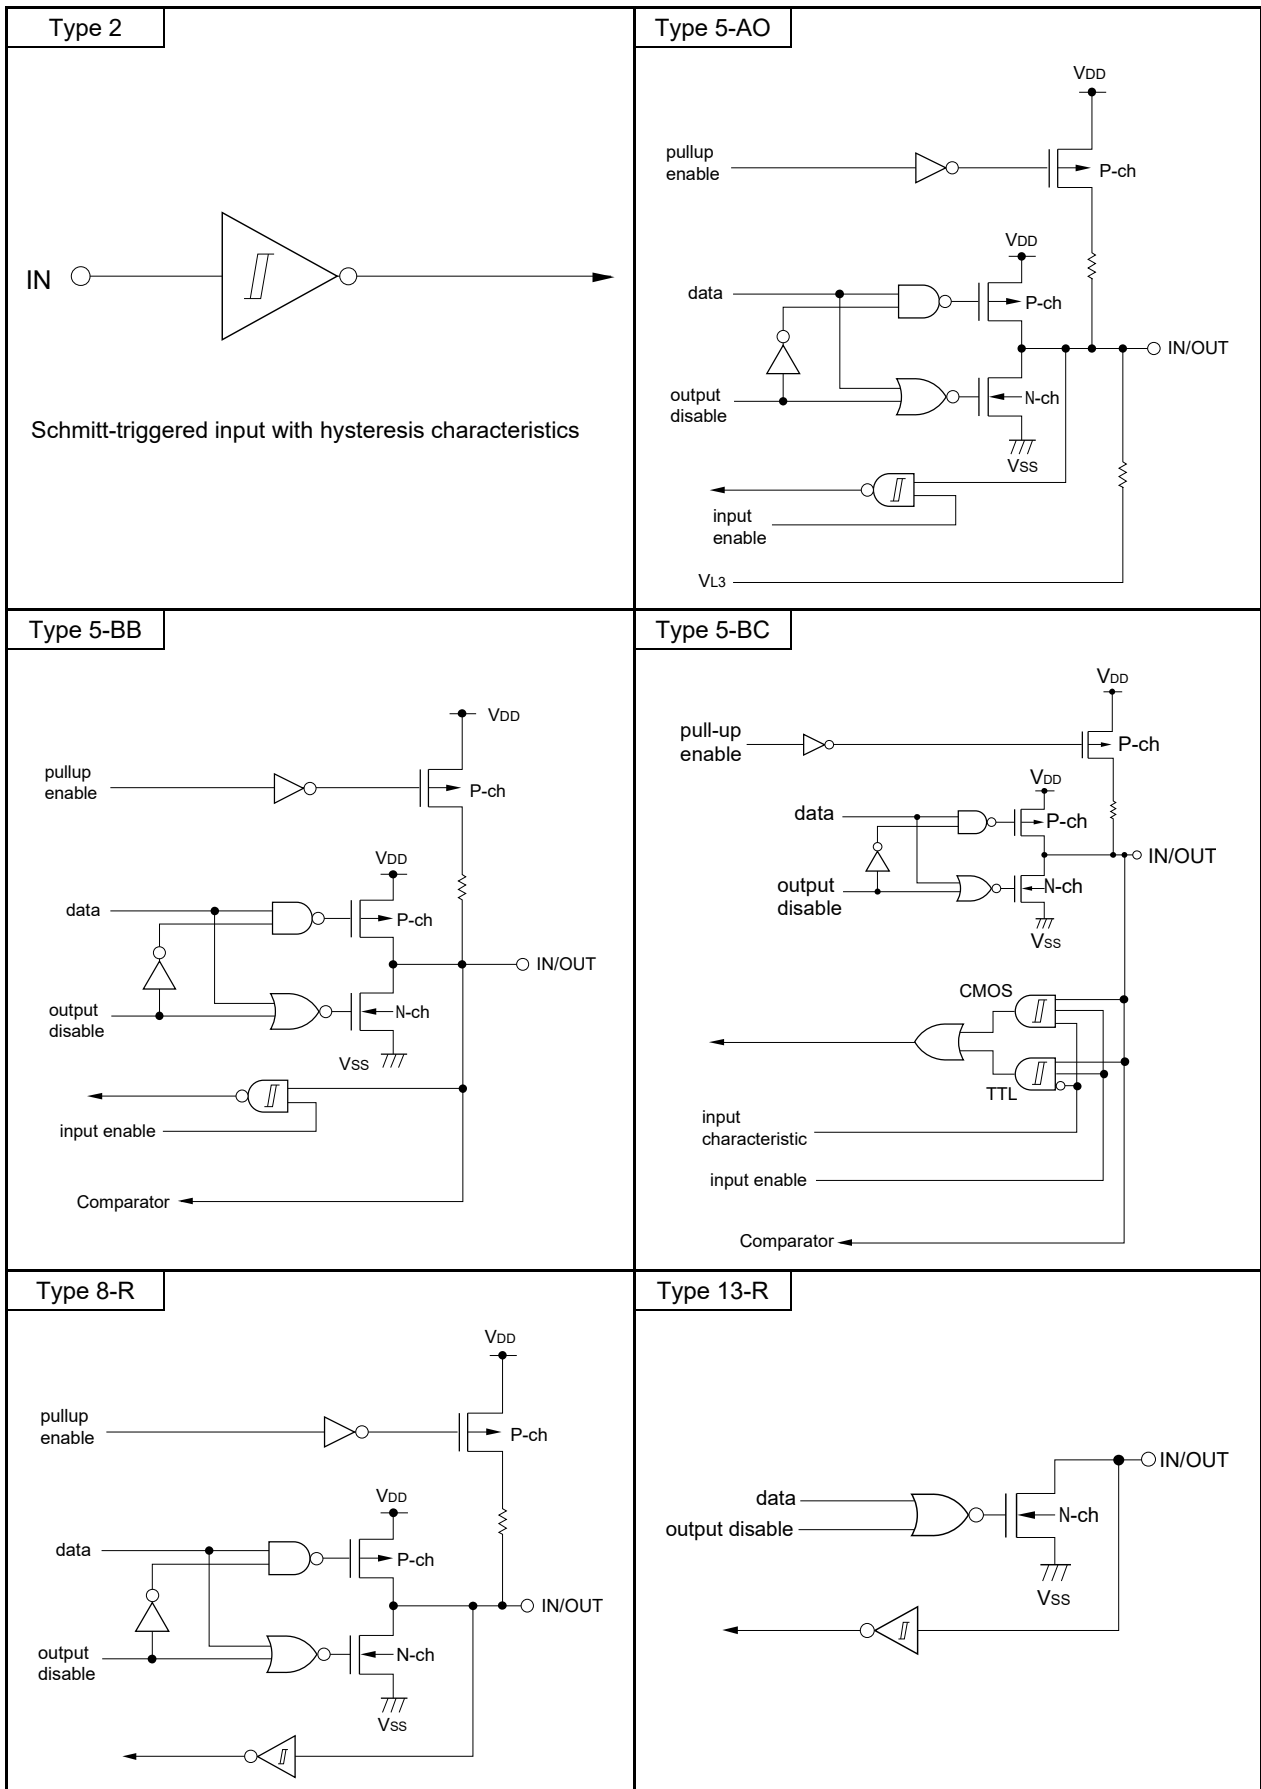 Type 2
IN
Schmitt-triggered input with hysteresis characteristics
Type 5-AO
VDD
pullup
enable
P-ch
VDD
data
P-ch
IN/OUT
output
disable
N-ch
VSS
input
enable
VL3
Type 5-BB
VDD
pullup
enable
P-ch
VDD
data
P-ch
IN/OUT
output
disable
N-ch
VSS
input enable
Comparator
Type 5-BC
VDD
pull-up
enable
P-ch
VDD
data
P-ch
IN/OUT
output
disable
N-ch
VSS
CMOS
TTL
input
characteristic
input enable
Comparator
Type 8-R
VDD
pullup
enable
P-ch
VDD
data
P-ch
IN/OUT
output
disable
N-ch
VSS
Type 13-R
IN/OUT
data
output disable
N-ch
VSS